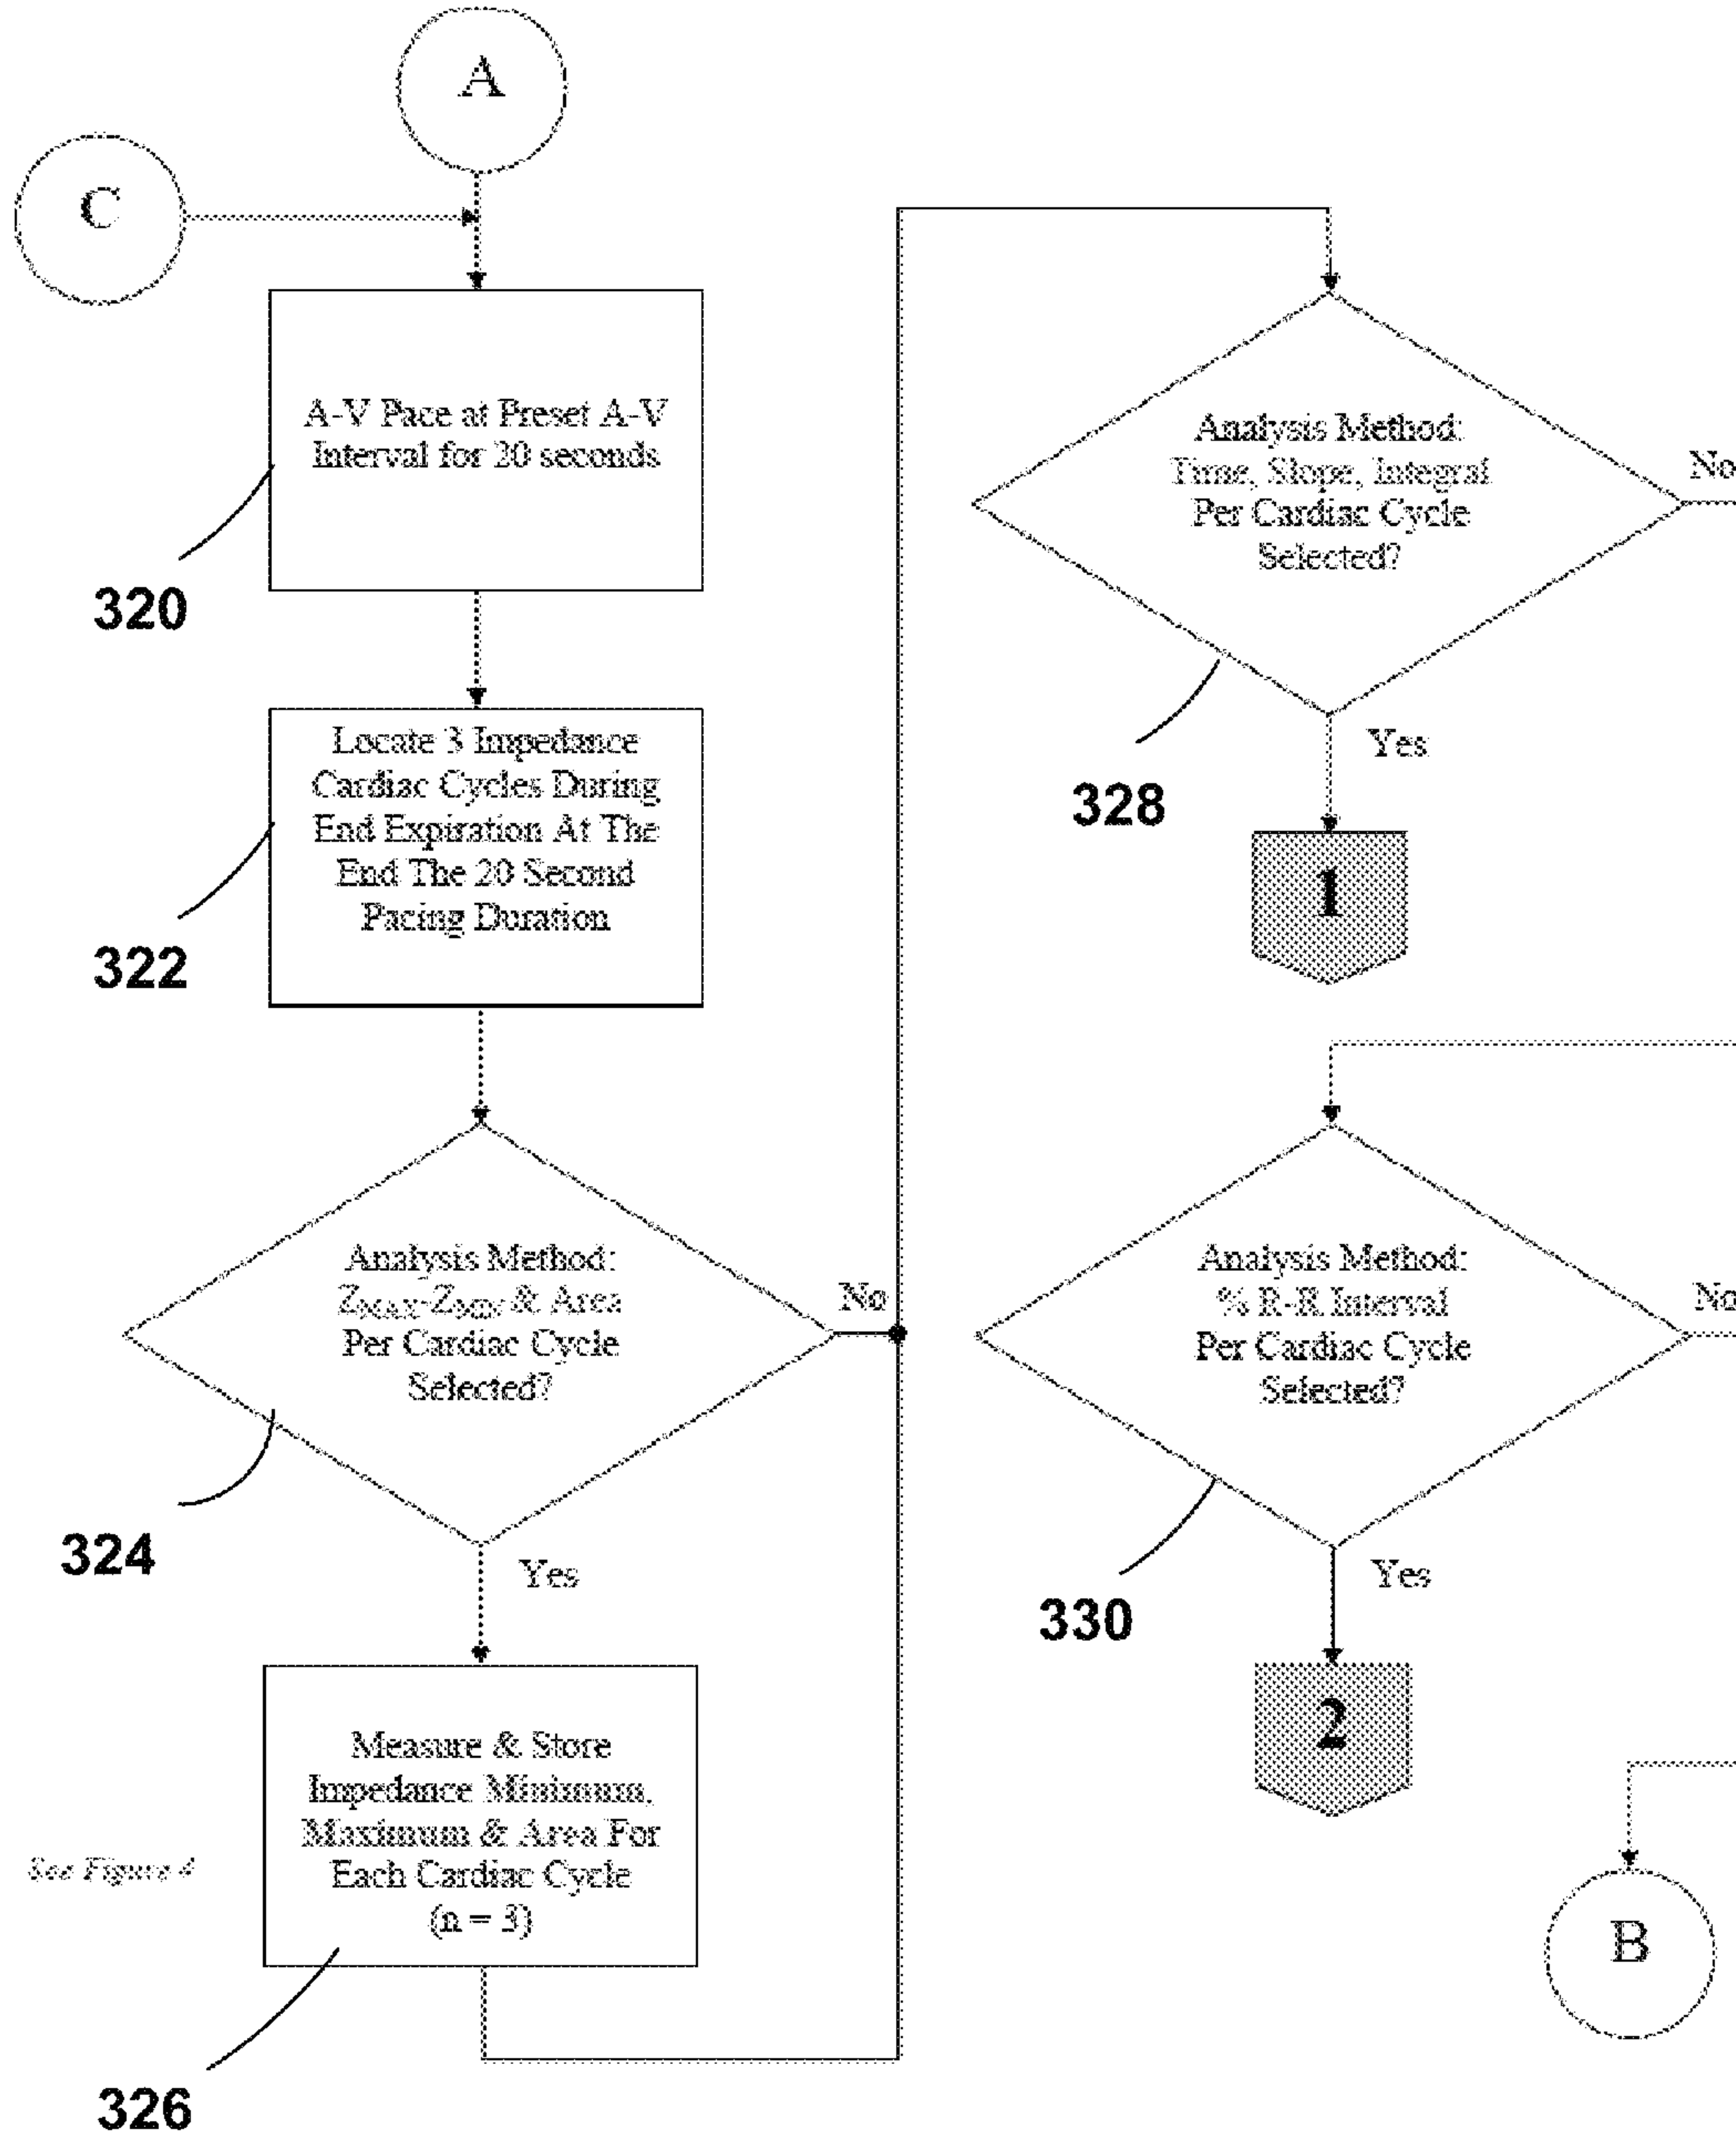 A
C
A-V Pace at Preset A-V
Interval for 20 seconds
320
Locate 3 Impedance
Cardiac Cycles During
End Expiration At The
End The 20 Second
Pacing Duration
322
Analysis Method:
ZMAX-ZMIN & Area
Per Cardiac Cycle
Selected?
No
324
Yes
Measure & Store
Impedance Minimum,
Maximum & Area For
Each Cardiac Cycle
(n = 3)
See Figure 4
326
Analysis Method:
Time, Slope, Integral
Per Cardiac Cycle
Selected?
No
328
Yes
1
Analysis Method:
% R-R Interval
Per Cardiac Cycle
Selected?
No
330
Yes
2
B